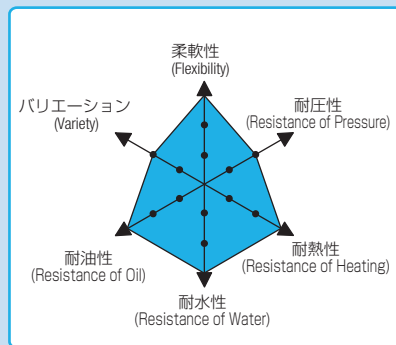 柔軟性
(Flexibility)
バリエーション
(Variety)
耐圧性
(Resistance of Pressure)
耐油性
(Resistance of Oil)
耐熱性
(Resistance of Heating)
耐水性
(Resistance of Water)